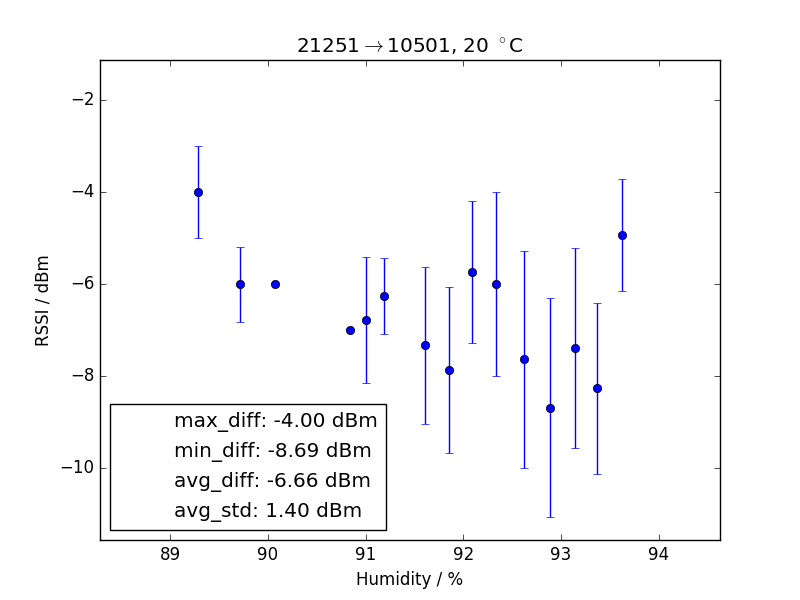 21251→10501, 20 °C
RSSI / dBm
−2
−4
−6
−8
−10
max_diff: -4.00 dBm
min_diff: -8.69 dBm
avg_diff: -6.66 dBm
avg_std: 1.40 dBm
89 90 91 92 93 94
Humidity / %